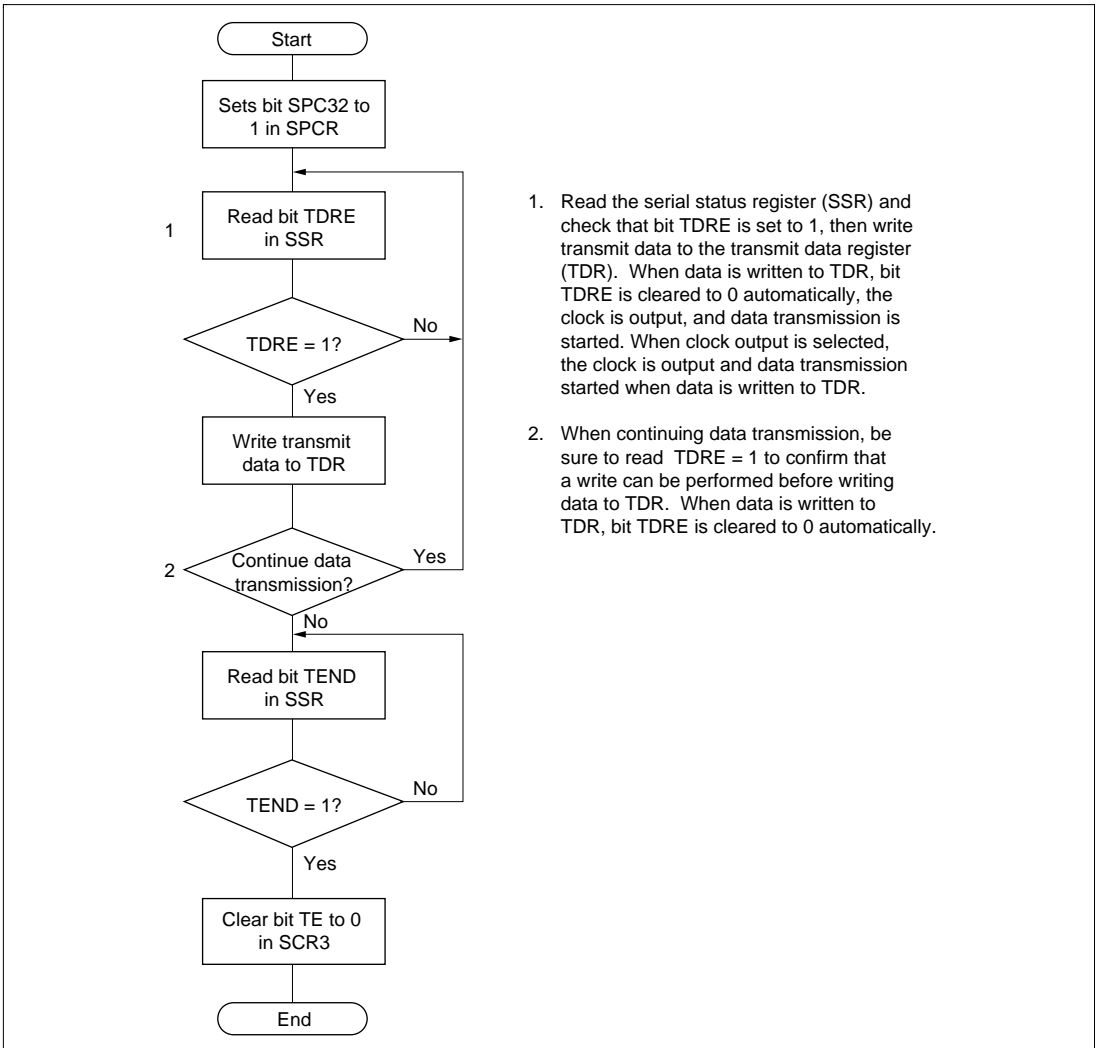 Start
Sets bit SPC32 to
1 in SPCR
1
Read bit TDRE
in SSR
TDRE = 1?
No
Yes
Write transmit
data to TDR
2
Continue data
transmission?
Yes
No
Read bit TEND
in SSR
TEND = 1?
No
Yes
Clear bit TE to 0
in SCR3
End
1. Read the serial status register (SSR) and
check that bit TDRE is set to 1, then write
transmit data to the transmit data register
(TDR). When data is written to TDR, bit
TDRE is cleared to 0 automatically, the
clock is output, and data transmission is
started. When clock output is selected,
the clock is output and data transmission
started when data is written to TDR.
2. When continuing data transmission, be
sure to read TDRE = 1 to confirm that
a write can be performed before writing
data to TDR. When data is written to
TDR, bit TDRE is cleared to 0 automatically.